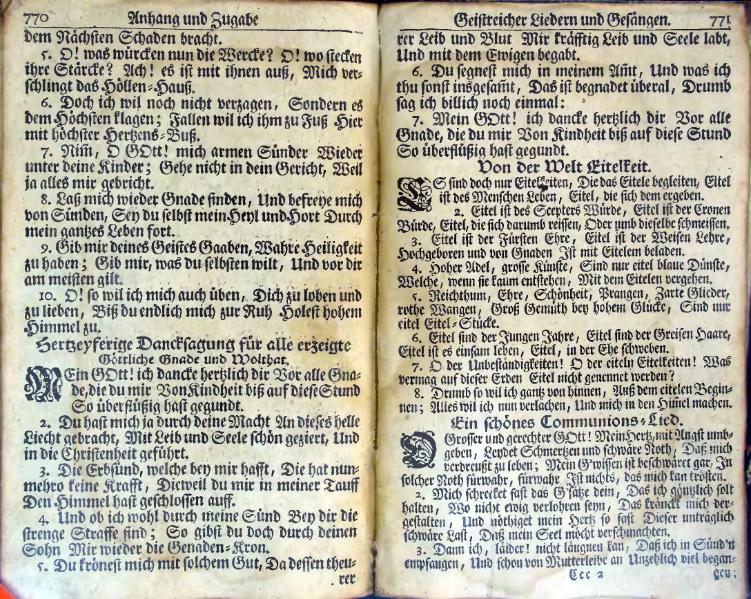 770 Anhang und Zugabe
dem Nächsten Schaden bracht.
5. O! was würcken nun die Wercke? O! wo stecken
ihre Stärcke? Ach! es ist mit ihnen auß, Mich ver-
schlingt das Höllen-Hauß.
6. Doch ich wil noch nicht verzagen, Sondern es
dem Höchsten klagen; Fallen wil ich ihm zu Fuß Hier
mit höchster Hertzens-Buß.
7. Nim̄, O GOtt! mich armen Sünder Wieder
unter deine Kinder; Gehe nicht in dein Gericht, Weil
ja alles mir gebricht.
8. Laß mich wieder Gnade finden, Und befreye mich
von Sünden, Sey du selbst mein Heyl und Hort Durch
mein gantzes Leben fort.
9. Gib mir deines Geistes Gaaben, Wahre Heiligkeit
zu haben; Gib mir, was du selbsten wilt, Und vor dir
am meisten gilt.
10. O! so wil ich mich auch üben, Dich zu loben und
zu lieben, Biß du endlich mich zur Ruh Holest hohem
Himmel zu.
Hertzeyferige Dancksagung für alle erzeigte
Göttliche Gnade und Wolthat.
MEin GOtt! ich dancke hertzlich dir Vor alle Gna-
de, die du mir Von Kindheit biß auf diese Stund
So überflüßig hast gegundt.
2. Du hast mich ja durch deine Macht An dieses helle
Liecht gebracht, Mit Leib und Seele schön geziert, Und
in die Christenheit geführt.
3. Die Erbsünd, welche bey mir hafft, Die hat nun-
mehro keine Krafft, Dieweil du mir in meiner Tauff
Den Himmel hast geschlossen auff.
4. Und ob ich wohl durch meine Sünd Bey dir die
strenge Straffe find; So gibst du doch durch deinen
Sohn Mir wieder die Genaden-Kron.
5. Du krönest mich mit solchem Gut, Da dessen theu-
rer
Geistreicher Liedern und Gesängen. 771
rer Leib und Blut Mir kräfftig Leib und Seele labt,
Und mit dem Ewigen begabt.
6. Du segnest mich in meinem Am̄t, Und was ich
thu sonst insgesam̄t, Das ist begnadet überal, Drumb
sag ich billich noch einmal:
7. Mein GOtt! ich dancke hertzlich dir Vor alle
Gnade, die du mir Von Kindheit biß auf diese Stund
So überflüßig hast gegundt.
Von der Welt Eitelkeit.
ES sind doch nur Eitelkeiten, Die das Eitele begleiten, Eitel
ist des Menschen Leben, Eitel, die sich dem ergeben.
2. Eitel ist des Scepters Würde, Eitel ist der Cronen
Bürde, Eitel, die sich darumb reissen, Oder umb dieselbe schmeissen.
3. Eitel ist der Fürsten Ehre, Eitel ist der Weisen Lehre,
Hochgeboren und von Gnaden Ist mit Eitelem beladen.
4. Hoher Adel, grosse Künste, Sind nur eitel blaue Dünste,
Welche, wenn sie kaum entstehen, Mit dem Eitelen vergehen.
5. Reichthum, Ehre, Schönheit, Prangen, Zarte Glieder,
rothe Wangen, Groß Gemüth bey hohem Glücke, Sind nur
eitel Eitel-Stücke.
6. Eitel sind der Jungen Jahre, Eitel sind der Greisen Haare,
Eitel ist es einsam leben, Eitel, in der Ehe schweben.
7. O der Unbeständigkeiten! O der eiteln Eitelkeiten! Was
vermag auf dieser Erden Eitel nicht genennet werden?
8. Drumb so wil ich gantz von hinnen, Auß dem eitelen Begin-
nen; Alles wil ich nun verlachen, Und mich in den Him̄el machen.
Ein schönes Communions-Lied.
GRosser und gerechter GOtt! Mein Hertz, mit Angst umb-
geben, Leydet Schmertzen und schwäre Noth, Daß mich
verdreußt zu leben; Mein G'wissen ist beschwäret gar, In
solcher Noth fürwahr, fürwahr Ist nichts, das mich kan trösten.
2. Mich schrecket fast das G'sätze dein, Das ich gäntzlich solt
halten, Wo nicht ewig verlohren seyn, Das kränckt mich der-
gestalten, Und nöthiget mein Hertz so fast Dieser unträglich
schwäre Last, Daß mein Seel möcht verschmachten.
3. Dann ich, läider! nicht läugnen kan, Daß ich in Sünd'n
empfangen, Und schon von Mutterleibe an Unzehlich viel began-
Ccc 2 gen;